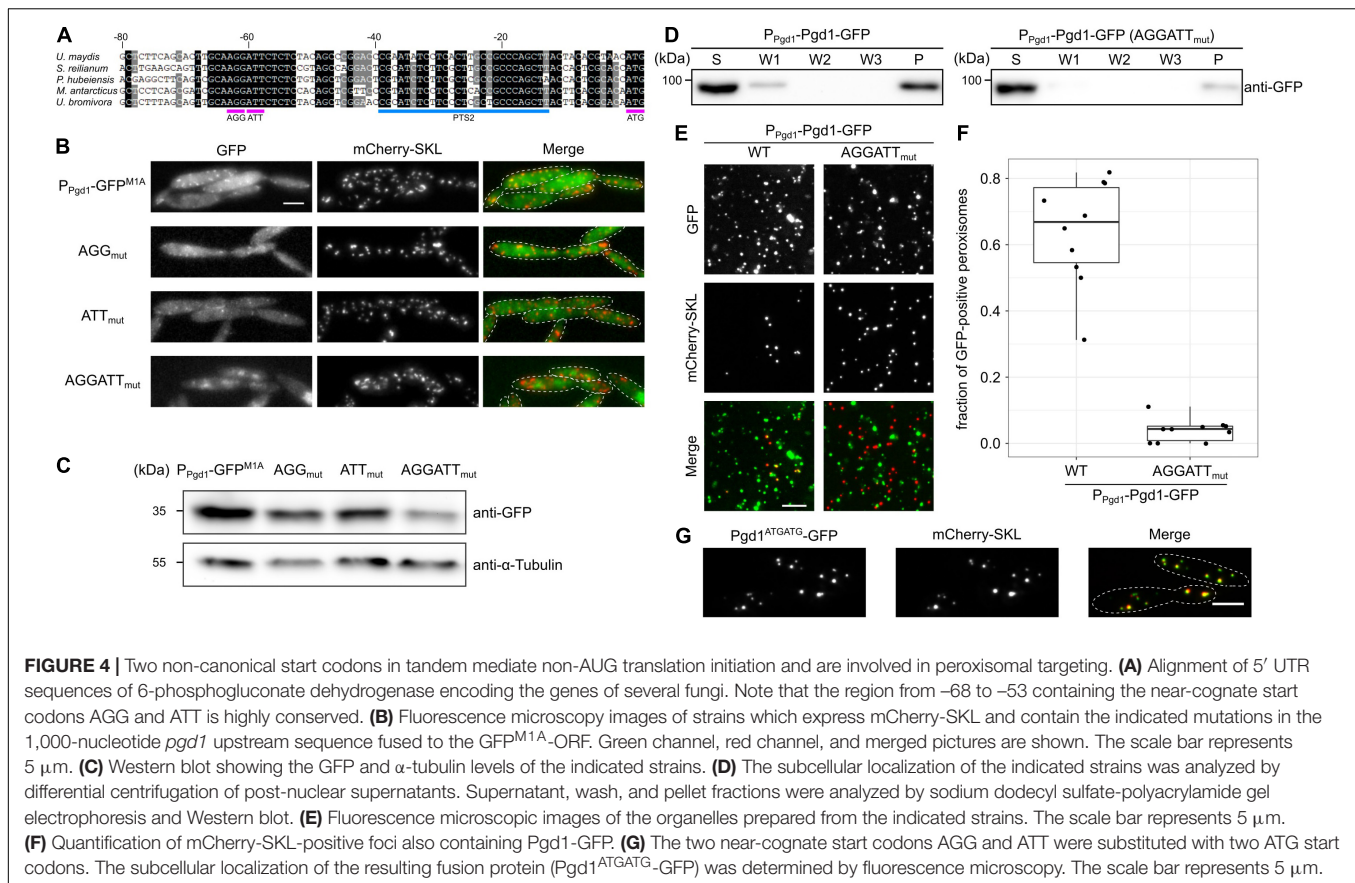 A
-80 -60 -40 -20
U. maydis
S. reilianum
P. hubeiensis
M. antarcticus
U. bromivora
AGG ATT PTS2 ATG
B
GFP mCherry-SKL Merge
P_Pgd1-GFP^M1A
AGG_mut
ATT_mut
AGGATT_mut
C
(kDa) P_Pgd1-GFP^M1A AGG_mut ATT_mut AGGATT_mut
35 anti-GFP
55 anti-α-Tubulin
D
P_Pgd1-Pgd1-GFP P_Pgd1-Pgd1-GFP (AGGATT_mut)
(kDa) S W1 W2 W3 P (kDa) S W1 W2 W3 P
100 100 anti-GFP
E
P_Pgd1-Pgd1-GFP
WT AGGATT_mut
GFP
mCherry-SKL
Merge
F
fraction of GFP-positive peroxisomes
0.8
0.6
0.4
0.2
0.0
WT AGGATT_mut
P_Pgd1-Pgd1-GFP
G
Pgd1^ATGATG-GFP mCherry-SKL Merge
FIGURE 4 | Two non-canonical start codons in tandem mediate non-AUG translation initiation and are involved in peroxisomal targeting. (A) Alignment of 5′ UTR
sequences of 6-phosphogluconate dehydrogenase encoding the genes of several fungi. Note that the region from –68 to –53 containing the near-cognate start
codons AGG and ATT is highly conserved. (B) Fluorescence microscopy images of strains which express mCherry-SKL and contain the indicated mutations in the
1,000-nucleotide pgd1 upstream sequence fused to the GFP^M1A-ORF. Green channel, red channel, and merged pictures are shown. The scale bar represents
5 μm. (C) Western blot showing the GFP and α-tubulin levels of the indicated strains. (D) The subcellular localization of the indicated strains was analyzed by
differential centrifugation of post-nuclear supernatants. Supernatant, wash, and pellet fractions were analyzed by sodium dodecyl sulfate-polyacrylamide gel
electrophoresis and Western blot. (E) Fluorescence microscopic images of the organelles prepared from the indicated strains. The scale bar represents 5 μm.
(F) Quantification of mCherry-SKL-positive foci also containing Pgd1-GFP. (G) The two near-cognate start codons AGG and ATT were substituted with two ATG start
codons. The subcellular localization of the resulting fusion protein (Pgd1^ATGATG-GFP) was determined by fluorescence microscopy. The scale bar represents 5 μm.